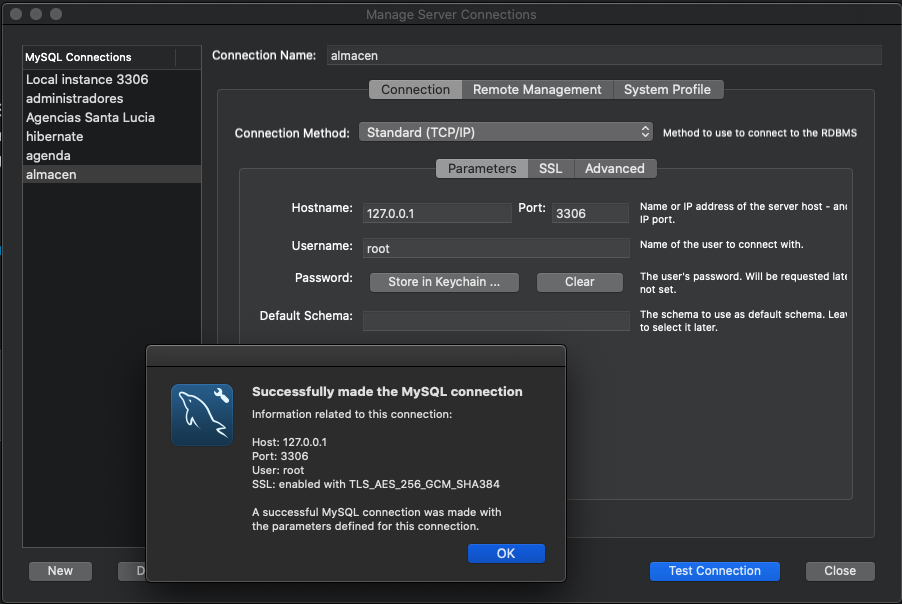 Manage Server Connections
MySQL Connections
Local instance 3306
administradores
Agencias Santa Lucia
hibernate
agenda
almacen
Connection Name: almacen
Connection Remote Management System Profile
Connection Method: Standard (TCP/IP) Method to use to connect to the RDBMS
Parameters SSL Advanced
Hostname: 127.0.0.1 Port: 3306 Name or IP address of the server host - and
IP port.
Username: root Name of the user to connect with.
Password: Store in Keychain ... Clear The user's password. Will be requested late
not set.
Default Schema: The schema to use as default schema. Lea
to select it later.
Successfully made the MySQL connection
Information related to this connection:
Host: 127.0.0.1
Port: 3306
User: root
SSL: enabled with TLS_AES_256_GCM_SHA384
A successful MySQL connection was made with
the parameters defined for this connection.
OK
New D Test Connection Close